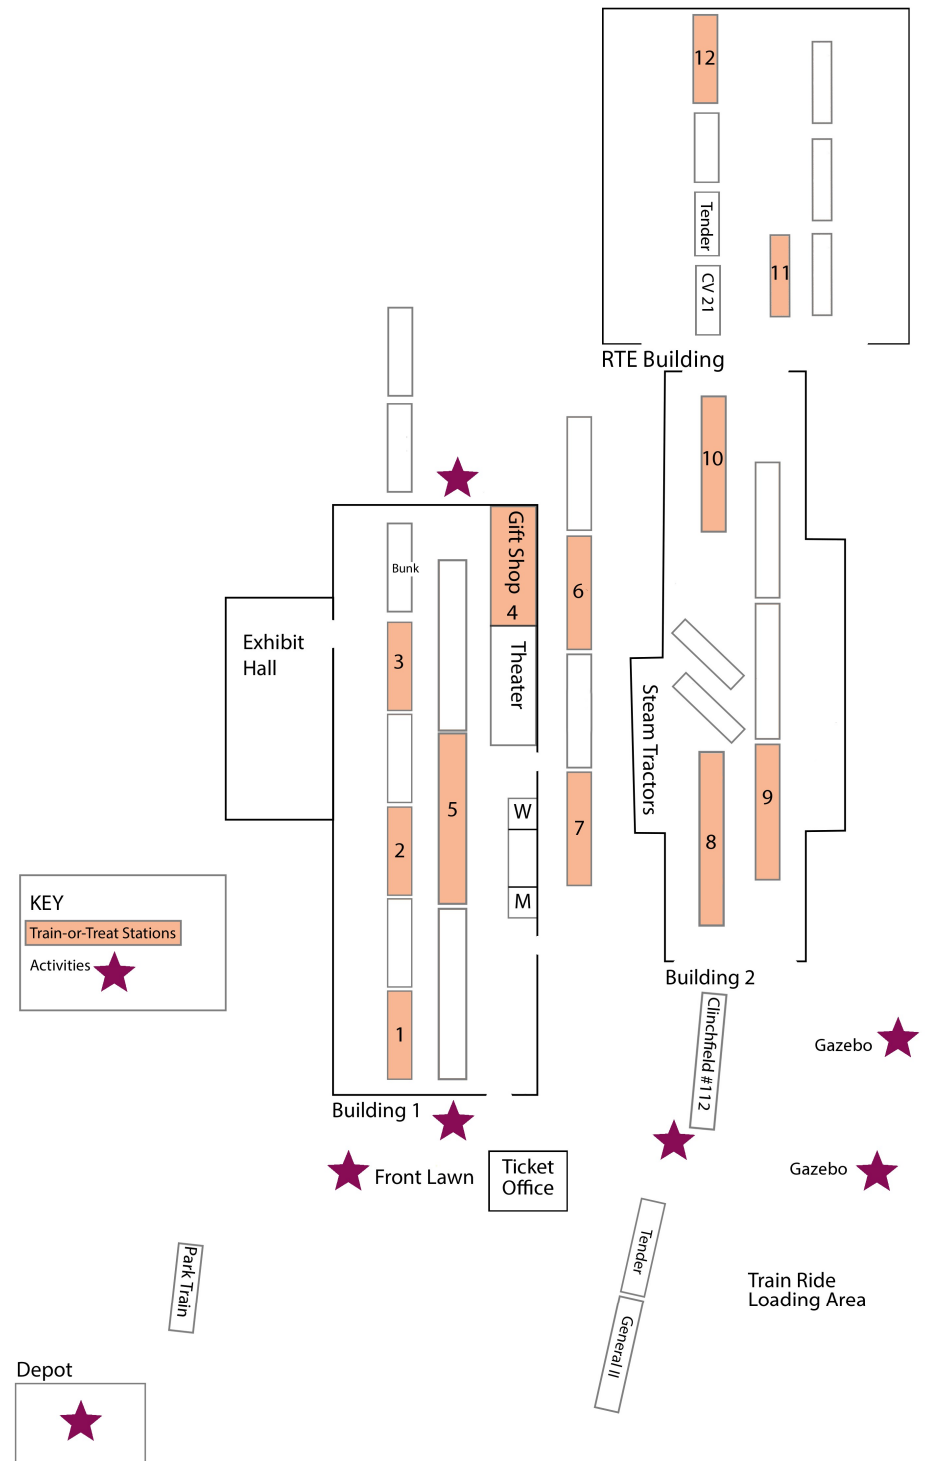 12
Tender
CV 21
11
RTE Building
10
Gift Shop
4
Bunk
6
Exhibit
Hall
3
Theater
Steam Tractors
5
W
7
9
2
8
M
KEY
Train-or-Treat Stations
Activities
Building 2
1
Clinchfield #112
Gazebo
Building 1
Front Lawn
Ticket
Office
Gazebo
Park Train
Tender
Train Ride
Loading Area
General II
Depot